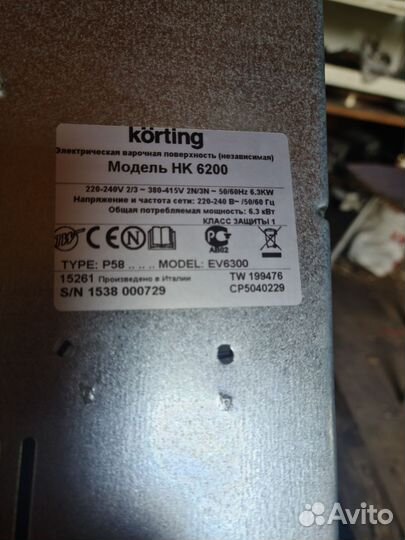 körting
Электрическая варочная поверхность (независимая)
Модель HK 6200
220-240V 2/3 ~ 380-415V 2N/3N ~ 50/60Hz 6.3KW
Напряжение и частота сети: 220-240 В~ /50/60 Гц
Общая потребляемая мощность: 6.3 кВт
КЛАСС ЗАЩИТЫ 1
АВ02
TYPE: P58 .. .. .. MODEL: EV6300
15261 Произведено в Италии TW 199476
S/N 1538 000729 CP5040229
Avito